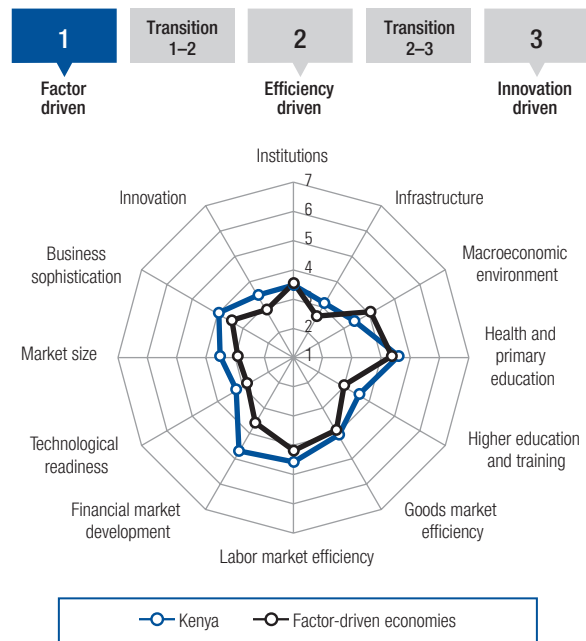 1
Transition
1–2
2
Transition
2–3
3
Factor
driven
Efficiency
driven
Innovation
driven
Institutions
Infrastructure
Macroeconomic
environment
Health and
primary
education
Higher education
and training
Goods market
efficiency
Labor market efficiency
Financial market
development
Technological
readiness
Market size
Business
sophistication
Innovation
7
6
5
4
3
2
1
Kenya
Factor-driven economies